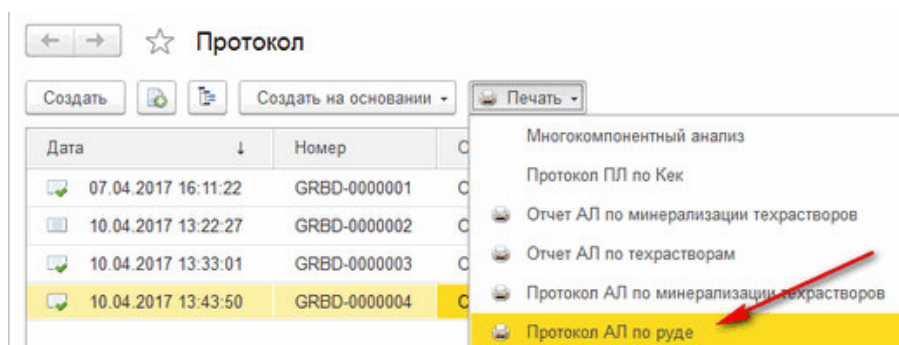 Протокол
Создать Создать на основании Печать
Дата Номер
07.04.2017 16:11:22 GRBD-0000001
10.04.2017 13:22:27 GRBD-0000002
10.04.2017 13:33:01 GRBD-0000003
10.04.2017 13:43:50 GRBD-0000004
Многокомпонентный анализ
Протокол ПЛ по Кек
Отчет АЛ по минерализации техрастворов
Отчет АЛ по техрастворам
Протокол АЛ по минерализации техрастворов
Протокол АЛ по руде